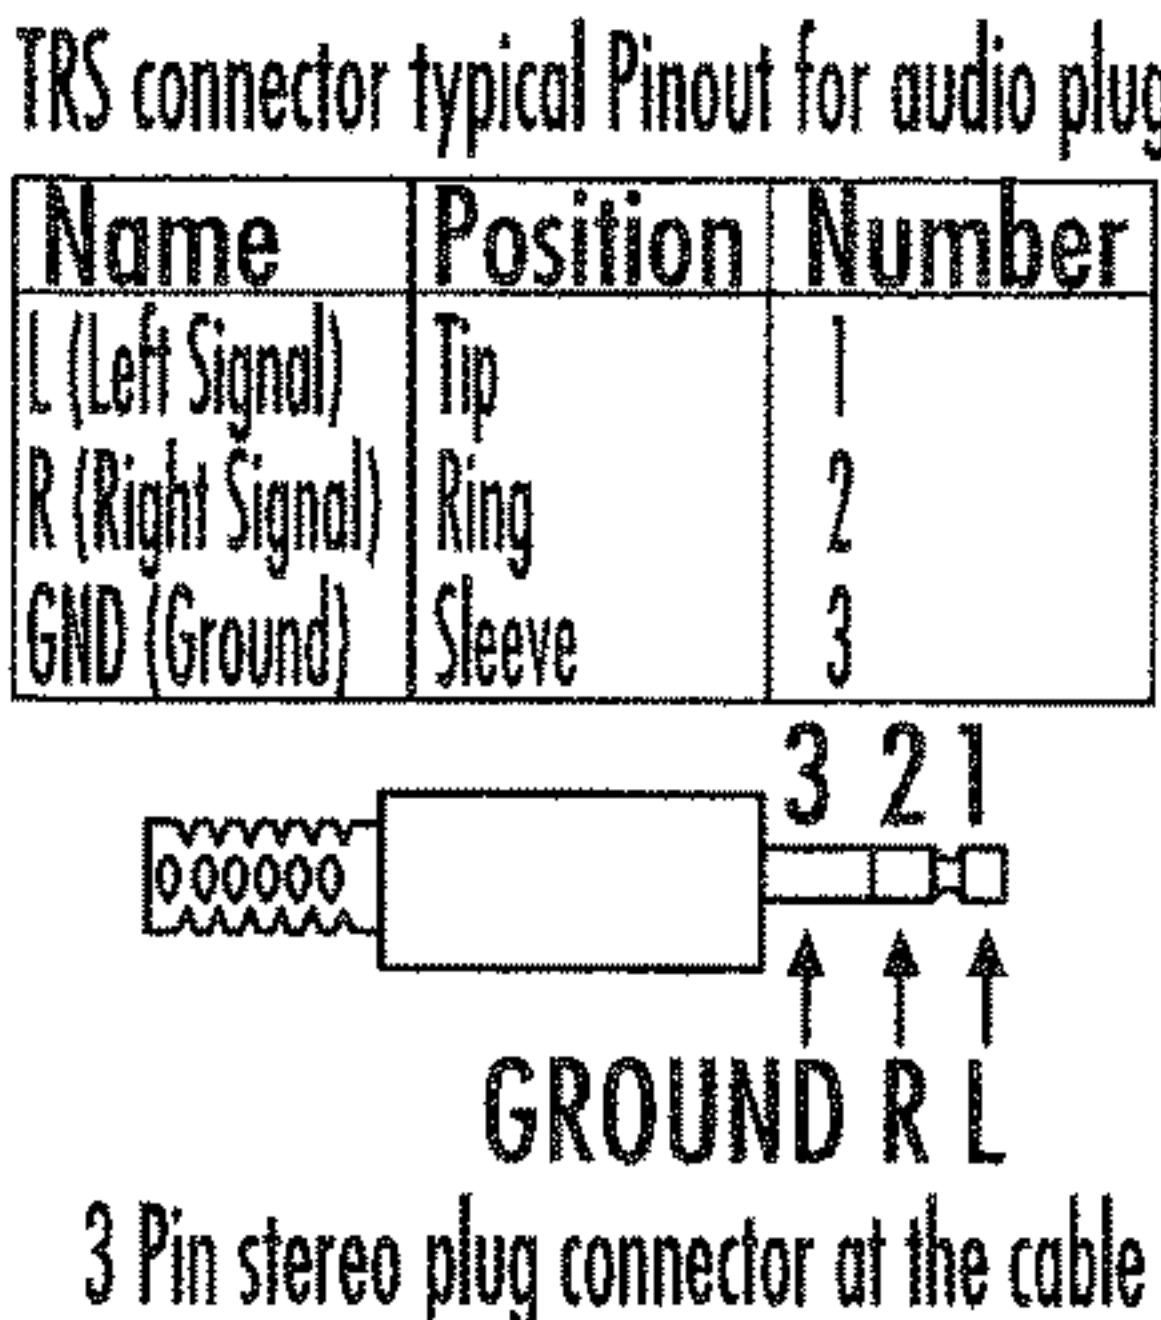 TRS connector typical Pinout for audio plug
Name Position Number
L (Left Signal) Tip 1
R (Right Signal) Ring 2
GND (Ground) Sleeve 3
3 2 1
GROUND R L
3 Pin stereo plug connector at the cable